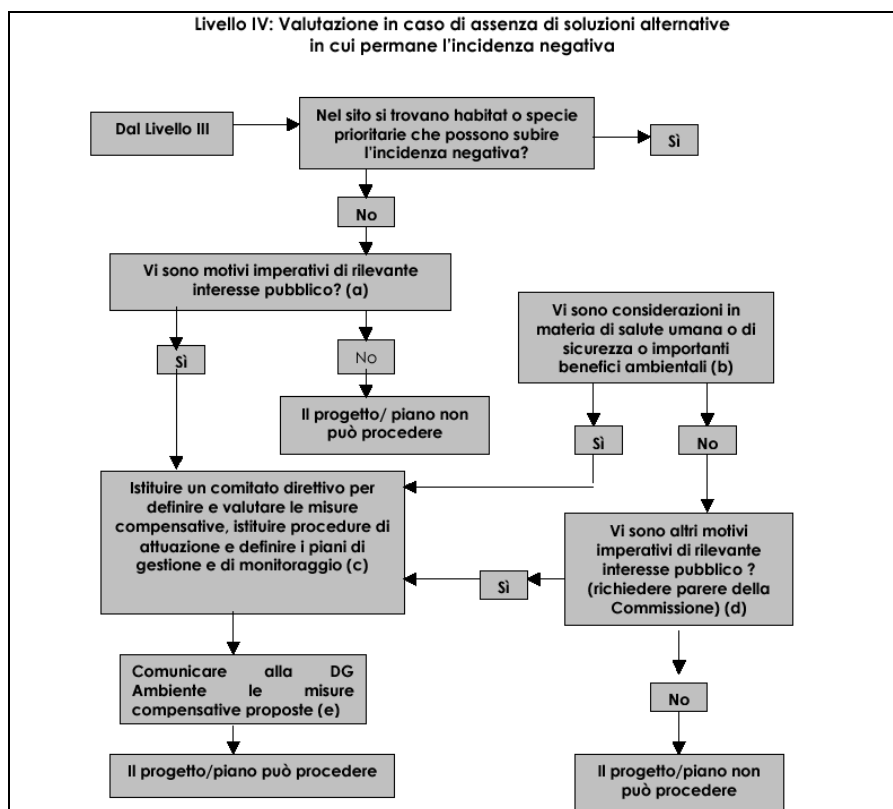 Livello IV: Valutazione in caso di assenza di soluzioni alternative
in cui permane l'incidenza negativa
Dal Livello III
Nel sito si trovano habitat o specie
prioritarie che possono subire
l'incidenza negativa?
Sì
No
Vi sono motivi imperativi di rilevante
interesse pubblico? (a)
Sì
No
Il progetto/ piano non
può procedere
Vi sono considerazioni in
materia di salute umana o di
sicurezza o importanti
benefici ambientali (b)
Sì
No
Istituire un comitato direttivo per
definire e valutare le misure
compensative, istituire procedure di
attuazione e definire i piani di
gestione e di monitoraggio (c)
Sì
Vi sono altri motivi
imperativi di rilevante
interesse pubblico ?
(richiedere parere della
Commissione) (d)
Comunicare alla DG
Ambiente le misure
compensative proposte (e)
No
Il progetto/piano può procedere
Il progetto/piano non
può procedere